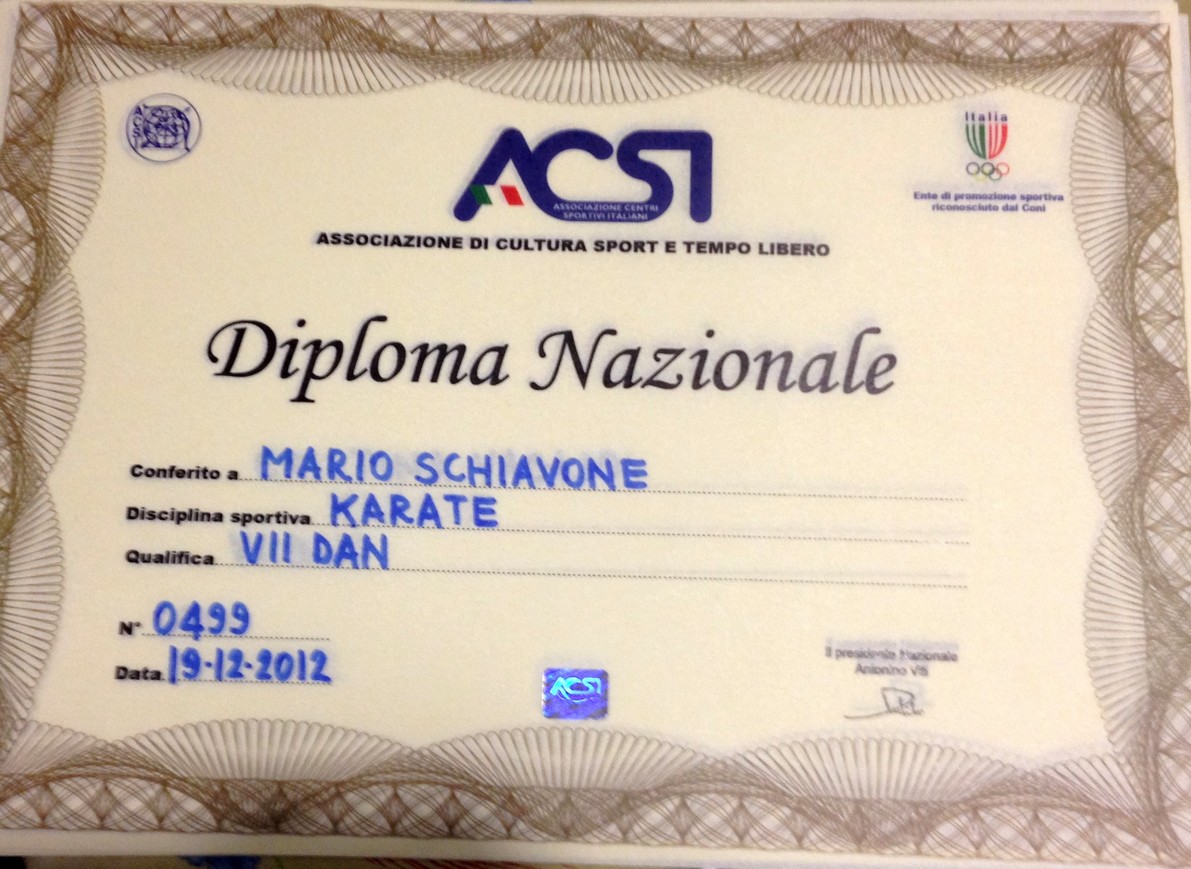 ACSI
Italia
ACSI
ASSOCIAZIONE CENTRI
SPORTIVI ITALIANI
Ente di promozione sportiva
riconosciuto dal Coni
ASSOCIAZIONE DI CULTURA SPORT E TEMPO LIBERO
Diploma Nazionale
Conferito a MARIO SCHIAVONE
Disciplina sportiva KARATE
Qualifica VII DAN
N° 0499
Data 19-12-2012
Il presidente Nazionale
Antonino Viti
ACSI